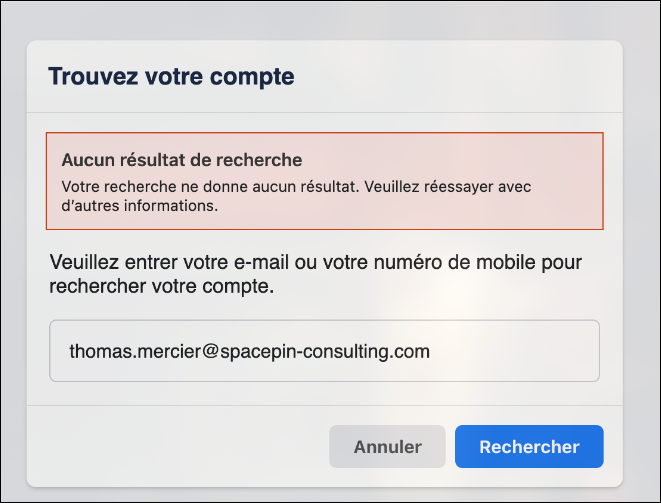 Trouvez votre compte
Aucun résultat de recherche
Votre recherche ne donne aucun résultat. Veuillez réessayer avec
d’autres informations.
Veuillez entrer votre e-mail ou votre numéro de mobile pour
rechercher votre compte.
thomas.mercier@spacepin-consulting.com
Annuler
Rechercher